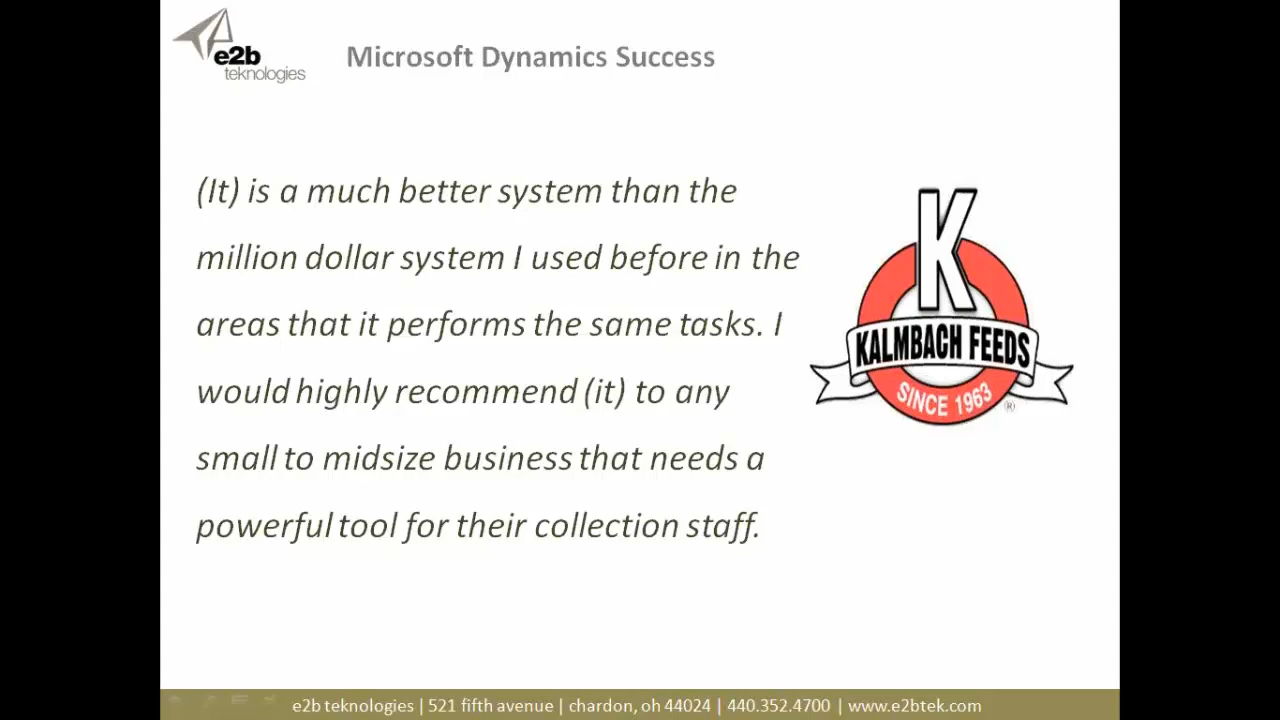 e2b
teknologies
Microsoft Dynamics Success
(It) is a much better system than the
million dollar system I used before in the
areas that it performs the same tasks. I
would highly recommend (it) to any
small to midsize business that needs a
powerful tool for their collection staff.
K
KALMBACH FEEDS
SINCE 1963
®
e2b teknologies | 521 fifth avenue | chardon, oh 44024 | 440.352.4700 | www.e2btek.com